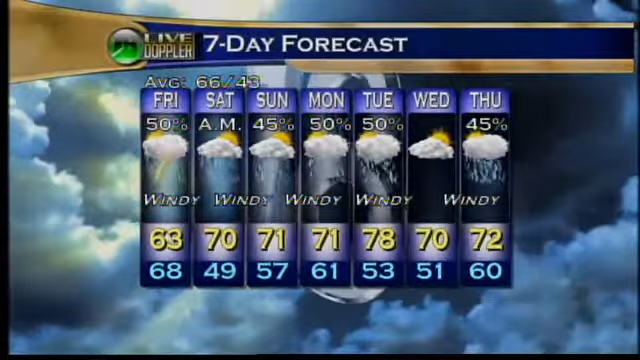 LIVE DOPPLER
7-DAY FORECAST
AVG: 66/43
FRI SAT SUN MON TUE WED THU
50% A.M. 45% 50% 50% 45%
WINDY WINDY WINDY WINDY WINDY
63 70 71 71 78 70 72
68 49 57 61 53 51 60